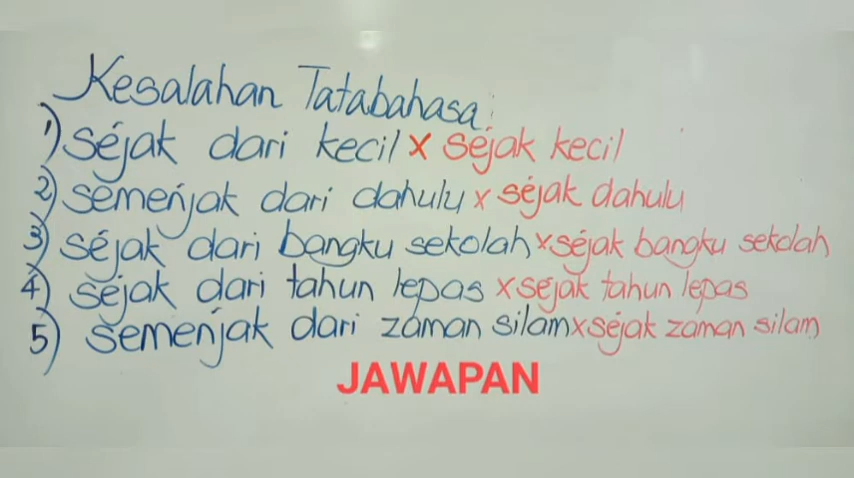 Kesalahan Tatabahasa:
1) sejak dari kecil x sejak kecil
2) semenjak dari dahulu x sejak dahulu
3) sejak dari bangku sekolah x sejak bangku sekolah
4) sejak dari tahun lepas x sejak tahun lepas
5) semenjak dari zaman silam x sejak zaman silam
JAWAPAN